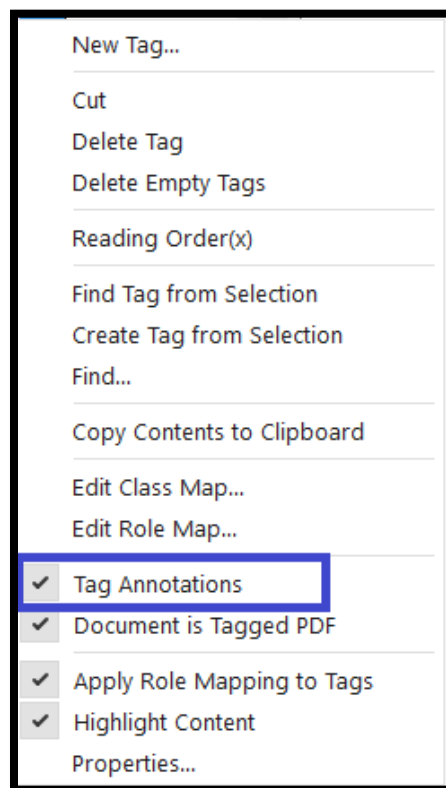 New Tag...
Cut
Delete Tag
Delete Empty Tags
Reading Order(x)
Find Tag from Selection
Create Tag from Selection
Find...
Copy Contents to Clipboard
Edit Class Map...
Edit Role Map...
Tag Annotations
Document is Tagged PDF
Apply Role Mapping to Tags
Highlight Content
Properties...